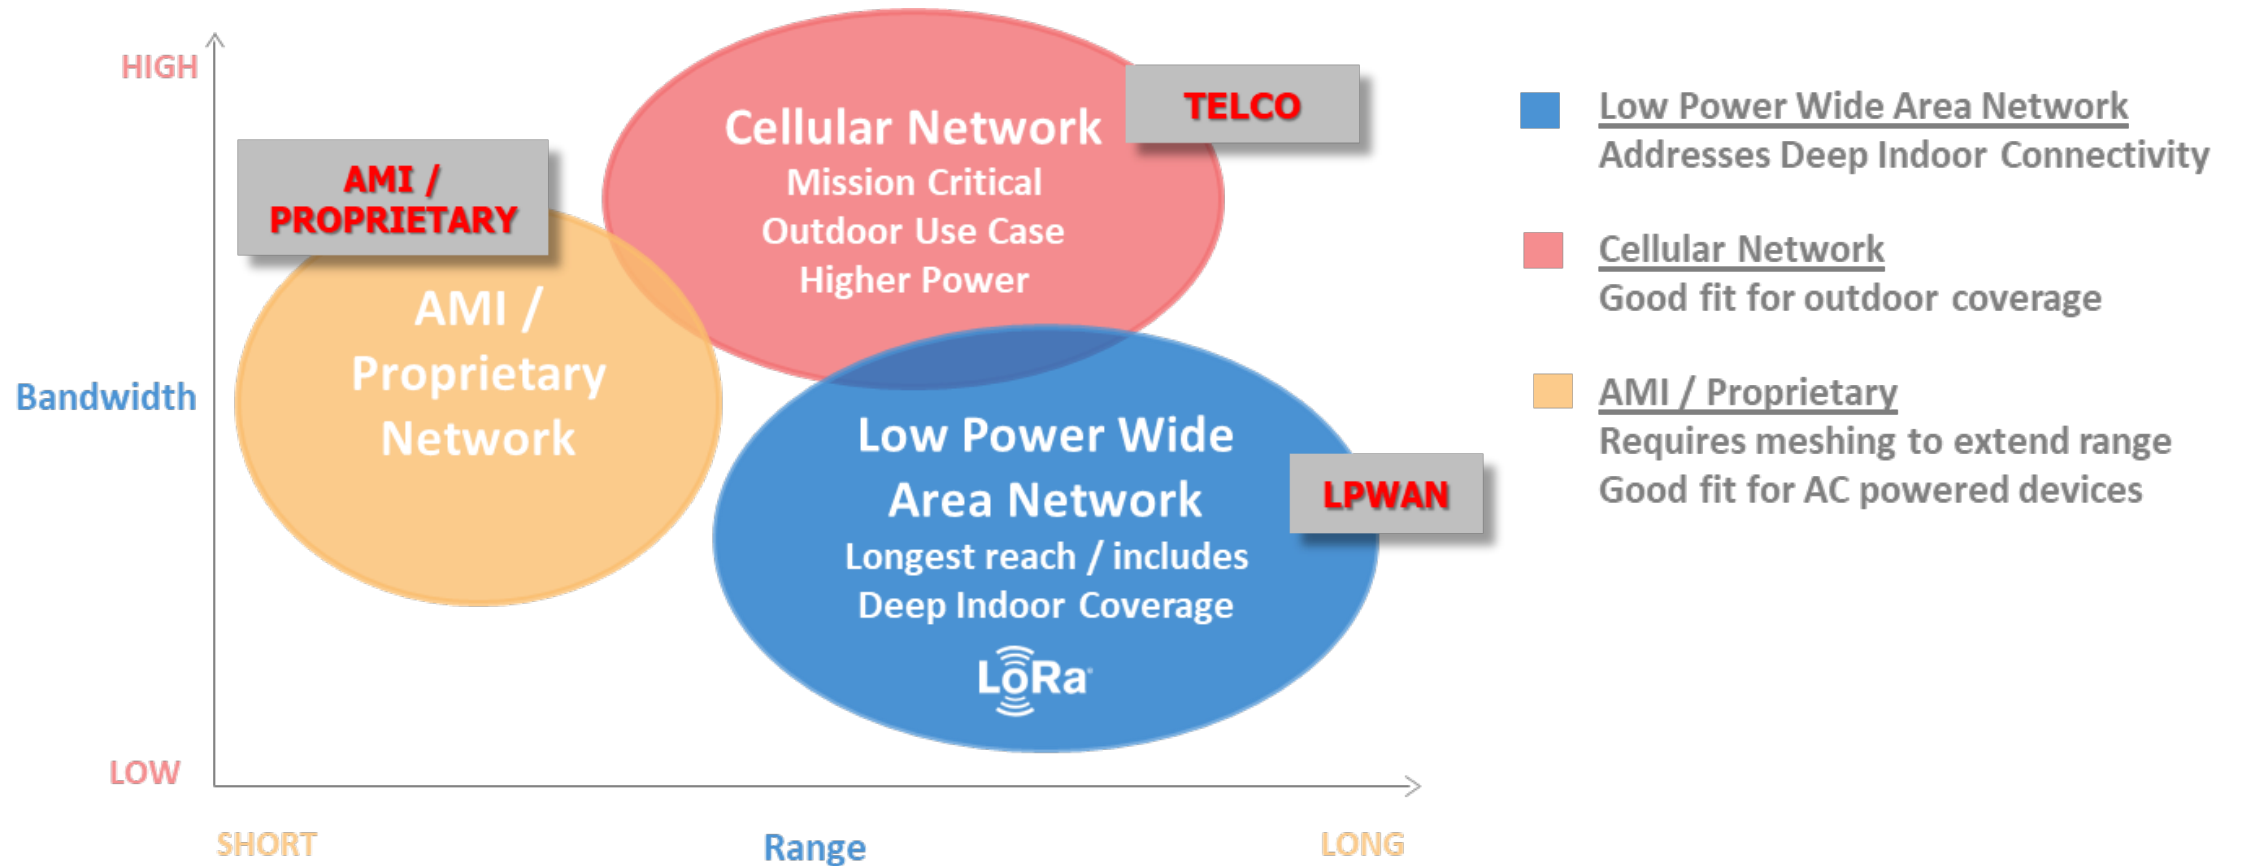 HIGH
Bandwidth
LOW
SHORT
Range
LONG
AMI /
PROPRIETARY
AMI /
Proprietary
Network
TELCO
Cellular Network
Mission Critical
Outdoor Use Case
Higher Power
LPWAN
Low Power Wide
Area Network
Longest reach / includes
Deep Indoor Coverage
LoRa
Low Power Wide Area Network
Addresses Deep Indoor Connectivity
Cellular Network
Good fit for outdoor coverage
AMI / Proprietary
Requires meshing to extend range
Good fit for AC powered devices